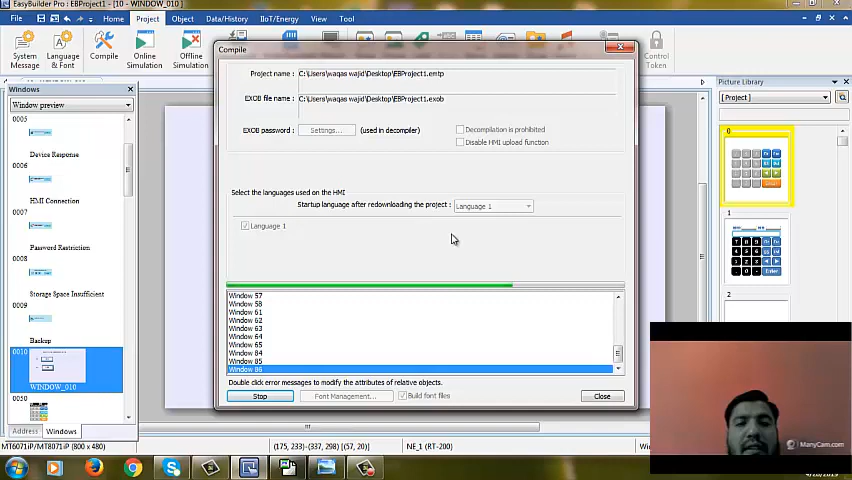 EasyBuilder Pro : EBProject1 - [10 - WINDOW_010 ]
File Home Project Object Data/History IIoT/Energy View Tool
System Message
Language & Font
Compile
Online Simulation
Offline Simulation
Control Token
Windows
Window preview
0005
Device Response
0006
HMI Connection
0007
Password Restriction
0008
Storage Space Insufficient
0009
Backup
0010
WINDOW_010
0050
Address Windows
Compile
Project name : C:\Users\waqas wajid\Desktop\EBProject1.emtp
EXOB file name : C:\Users\waqas wajid\Desktop\EBProject1.exob
EXOB password : Settings... (used in decompiler)
Decompilation is prohibited
Disable HMI upload function
Select the languages used on the HMI
Startup language after redownloading the project : Language 1
Language 1
Window 57
Window 58
Window 61
Window 62
Window 63
Window 64
Window 65
Window 84
Window 85
Window 86
Double click error messages to modify the attributes of relative objects.
Stop Font Management... Build font files Close
Picture Library
[Project ]
0
1
2
MT6071iP/MT8071iP (800 x 480)
(175, 233)-(337, 298) [(57, 20)]
NE_1 (RT-200)
ManyCam.com